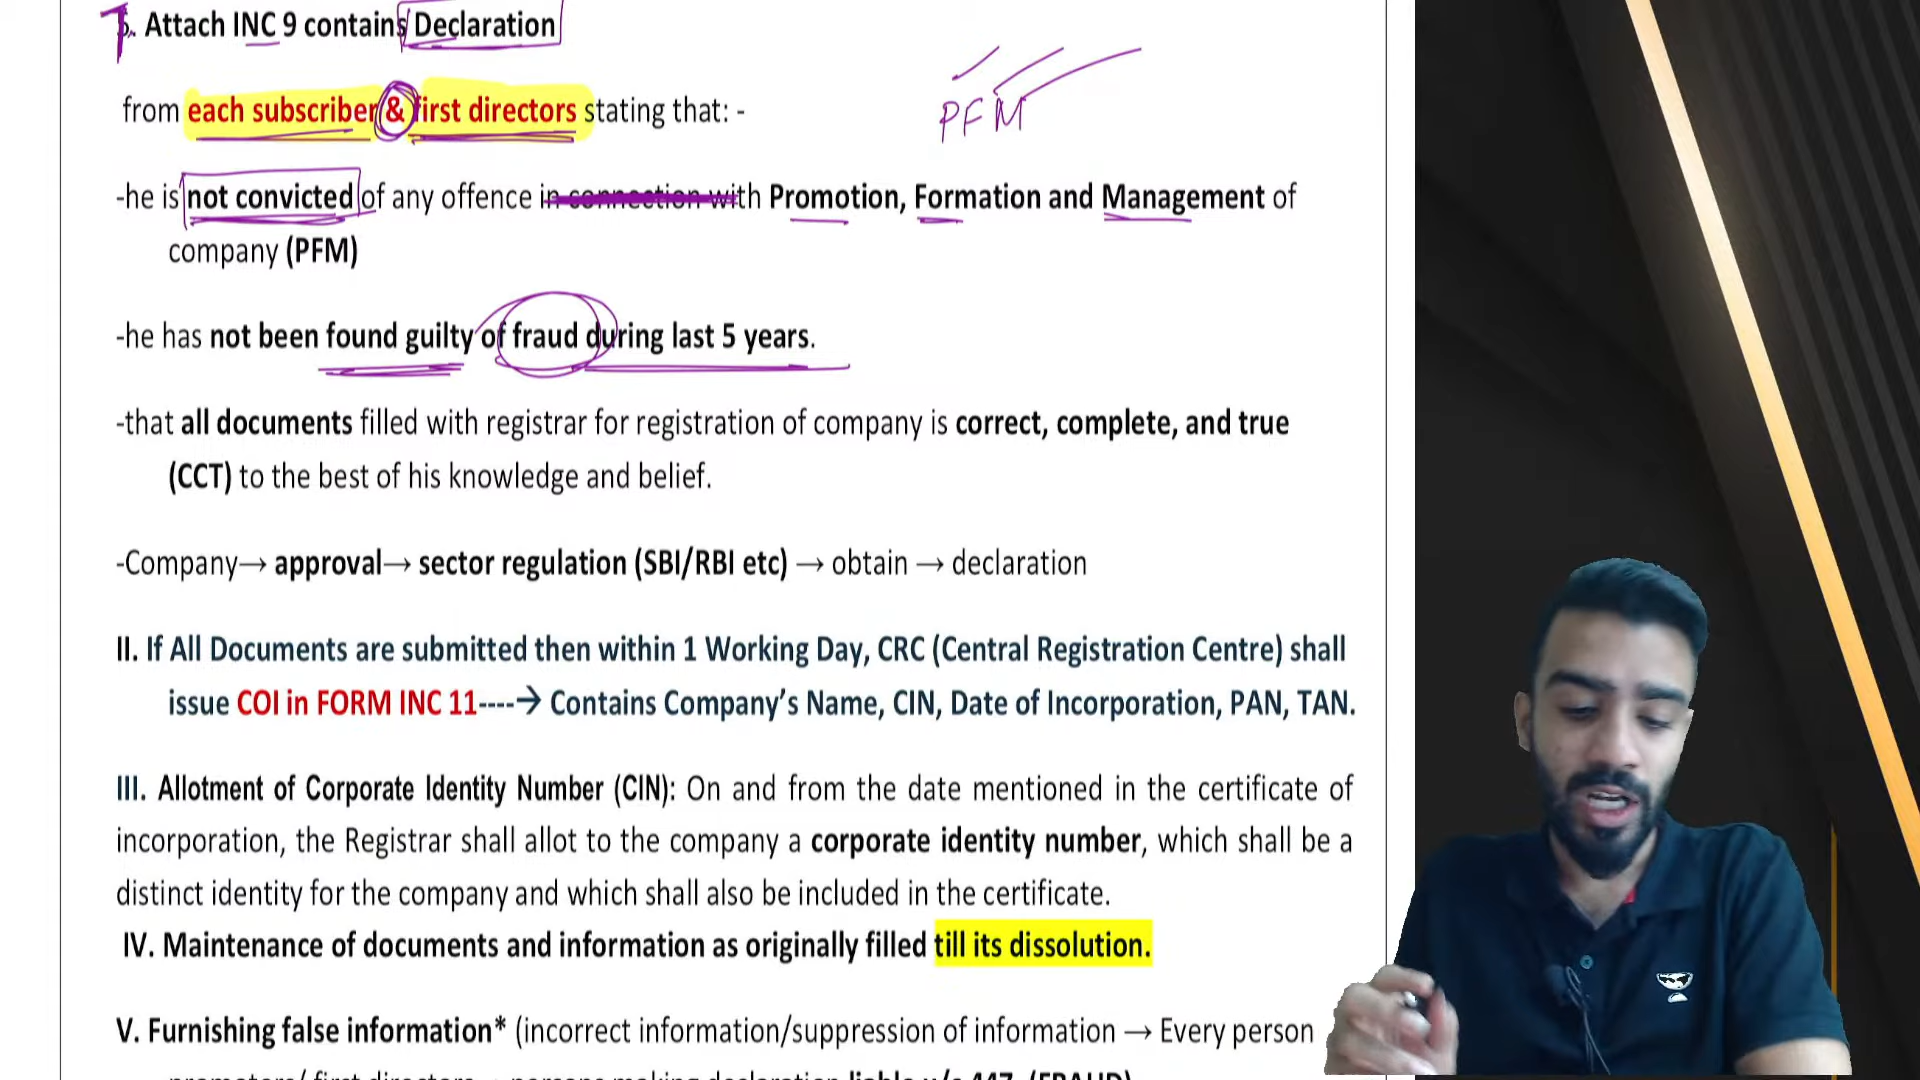 7. Attach INC 9 contains Declaration
PFM
from each subscriber & first directors stating that: -
-he is not convicted of any offence in connection with Promotion, Formation and Management of
company (PFM)
-he has not been found guilty of fraud during last 5 years.
-that all documents filled with registrar for registration of company is correct, complete, and true
(CCT) to the best of his knowledge and belief.
-Company→ approval→ sector regulation (SBI/RBI etc) → obtain → declaration
II. If All Documents are submitted then within 1 Working Day, CRC (Central Registration Centre) shall
issue COI in FORM INC 11----→ Contains Company’s Name, CIN, Date of Incorporation, PAN, TAN.
III. Allotment of Corporate Identity Number (CIN): On and from the date mentioned in the certificate of
incorporation, the Registrar shall allot to the company a corporate identity number, which shall be a
distinct identity for the company and which shall also be included in the certificate.
IV. Maintenance of documents and information as originally filled till its dissolution.
V. Furnishing false information* (incorrect information/suppression of information → Every person